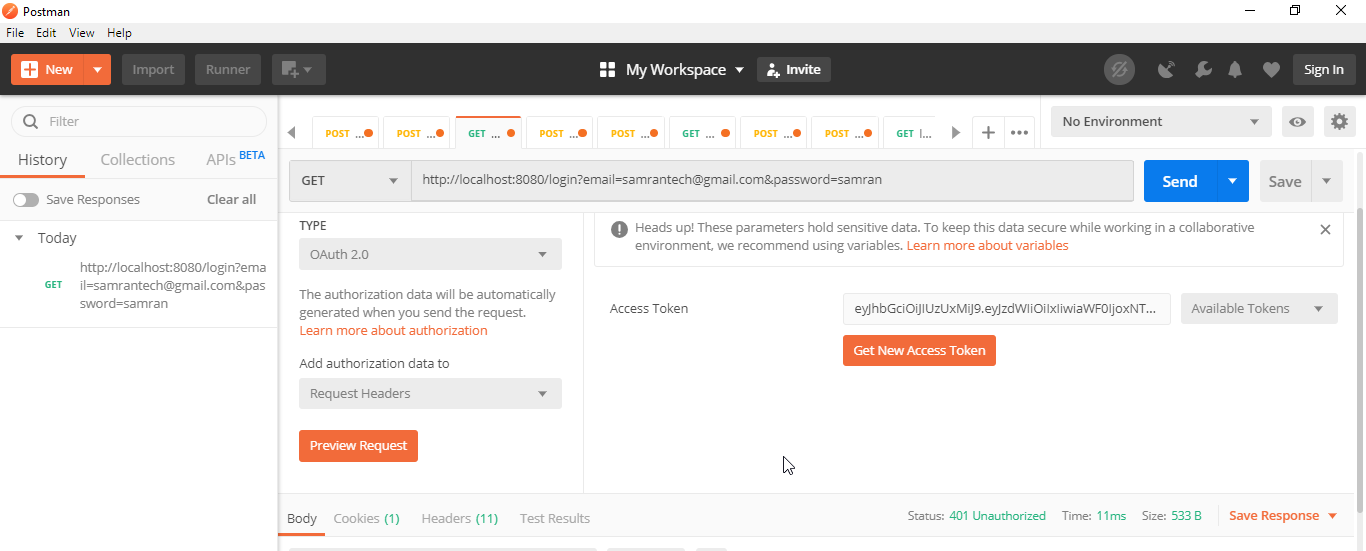 Postman
File Edit View Help
New Import Runner My Workspace Invite Sign In
Filter
History Collections APIs BETA
Save Responses Clear all
Today
GET http://localhost:8080/login?ema
il=samrantech@gmail.com&pas
sword=samran
POST ... POST ... GET ... POST ... POST ... GET ... POST ... POST ... GET l...
No Environment
GET http://localhost:8080/login?email=samrantech@gmail.com&password=samran Send Save
TYPE
OAuth 2.0
The authorization data will be automatically
generated when you send the request.
Learn more about authorization
Add authorization data to
Request Headers
Preview Request
Heads up! These parameters hold sensitive data. To keep this data secure while working in a collaborative
environment, we recommend using variables. Learn more about variables
Access Token eyJhbGciOiJIUzUxMiJ9.eyJzdWIiOiIxIiwiaWF0IjoxNT... Available Tokens
Get New Access Token
Body Cookies (1) Headers (11) Test Results Status: 401 Unauthorized Time: 11ms Size: 533 B Save Response